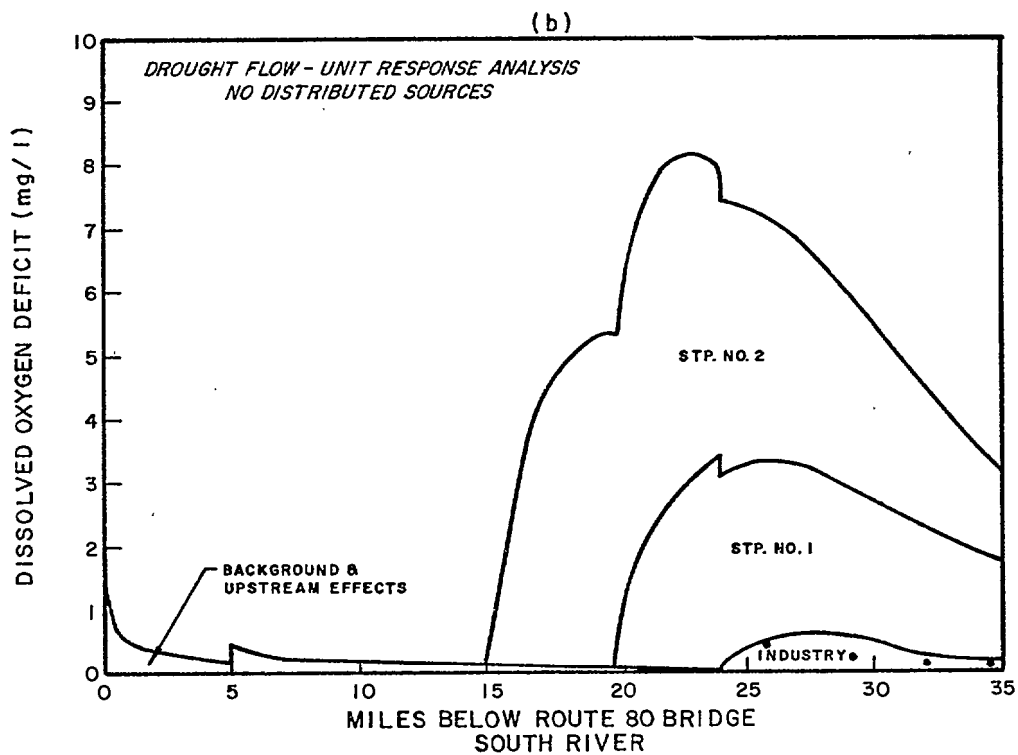 (b)
DROUGHT FLOW - UNIT RESPONSE ANALYSIS
NO DISTRIBUTED SOURCES
DISSOLVED OXYGEN DEFICIT (mg/l)
10
9
8
7
6
5
4
3
2
1
0
STP. NO. 2
STP. NO. 1
BACKGROUND &
UPSTREAM EFFECTS
INDUSTRY
0 5 10 15 20 25 30 35
MILES BELOW ROUTE 80 BRIDGE
SOUTH RIVER